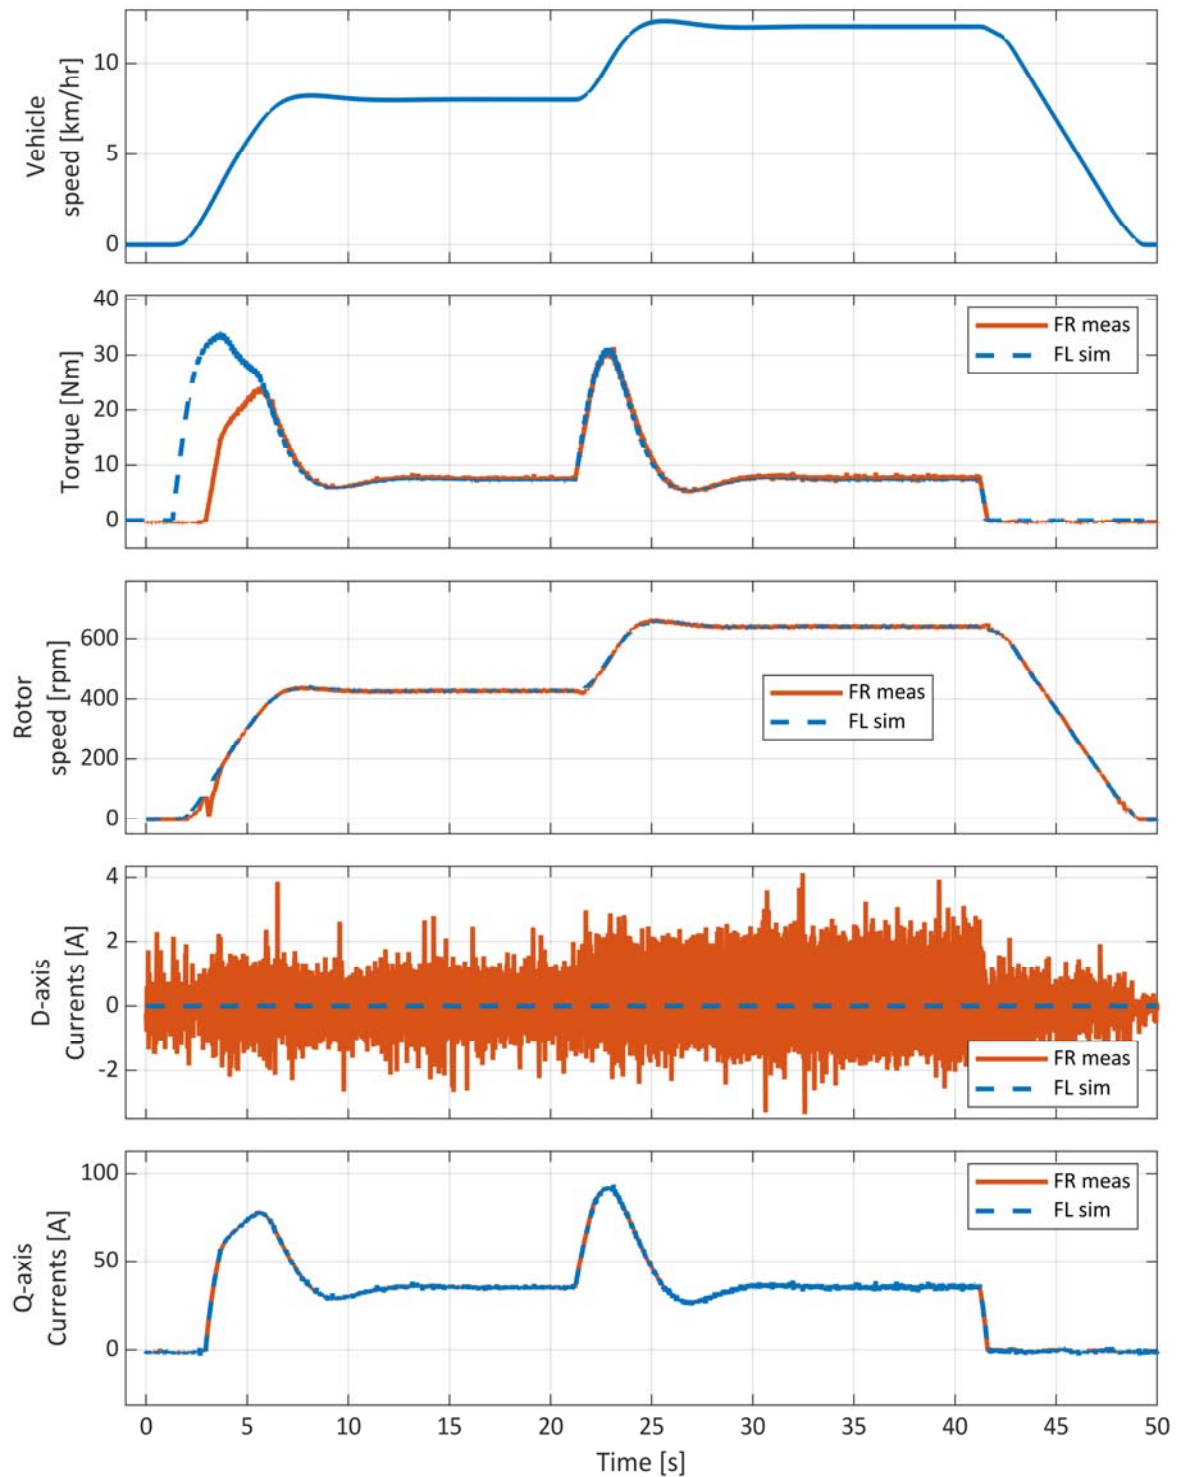 Vehicle
speed [km/hr]
10
5
0
Torque [Nm]
40
30
20
10
0
FR meas
FL sim
Rotor
speed [rpm]
600
400
200
0
FR meas
FL sim
D-axis
Currents [A]
4
2
0
-2
FR meas
FL sim
Q-axis
Currents [A]
100
50
0
FR meas
FL sim
0 5 10 15 20 25 30 35 40 45 50
Time [s]